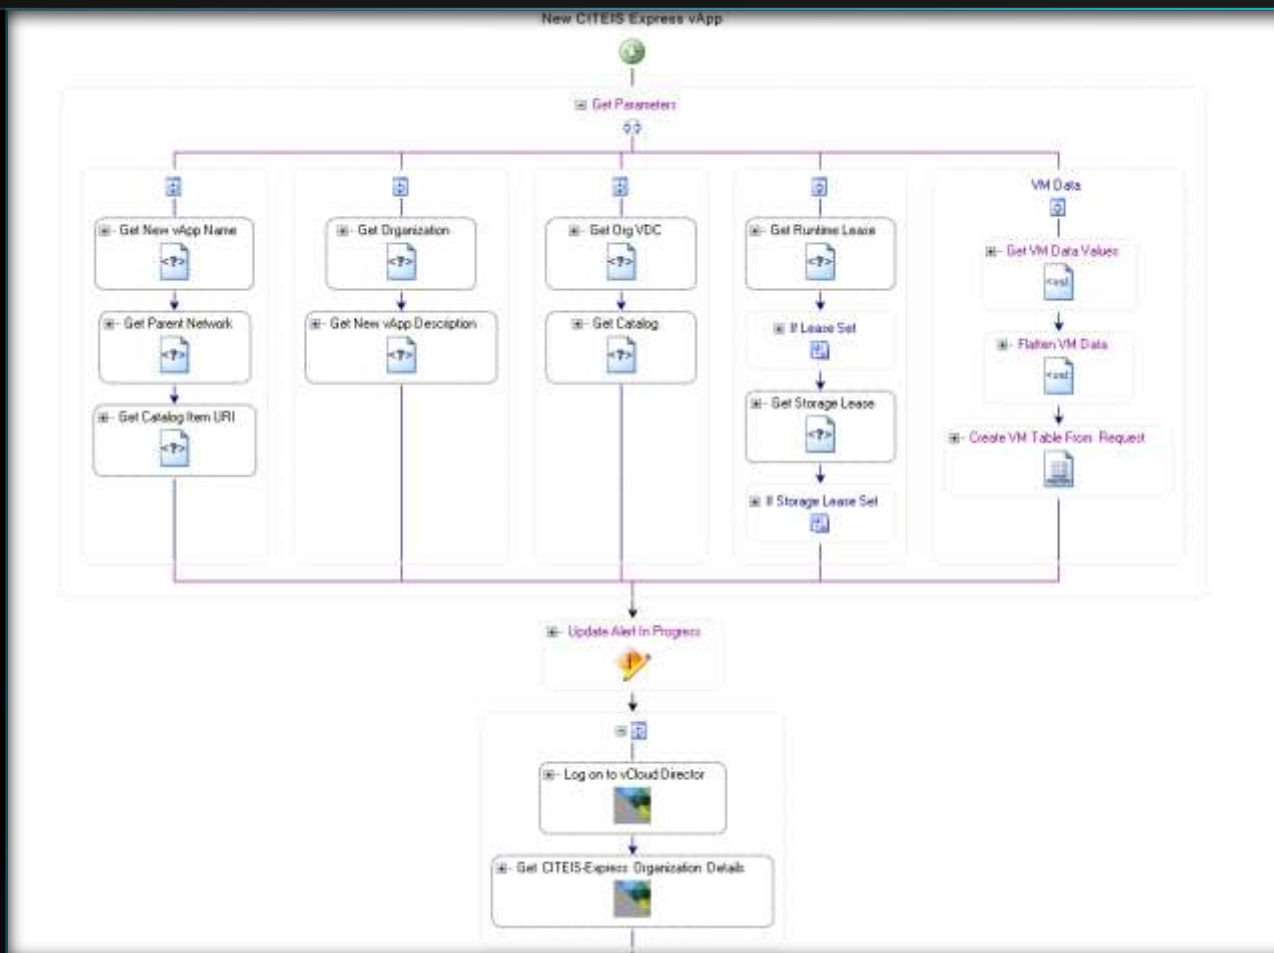 New CITEIS Express vApp
Get Parameters
VM Data
Get New vApp Name
Get Organization
Get Org VDC
Get Runtime Lease
Get VM Data Values
<?>
<?>
<?>
<?>
Get Parent Network
Get New vApp Description
Get Catalog
If Lease Set
Flatten VM Data
<?>
<?>
<?>
Get Catalog Item URI
Get Storage Lease
Create VM Table From Request
<?>
<?>
If Storage Lease Set
Update Alert In Progress
Log on to vCloud Director
Get CITEIS-Express Organization Details